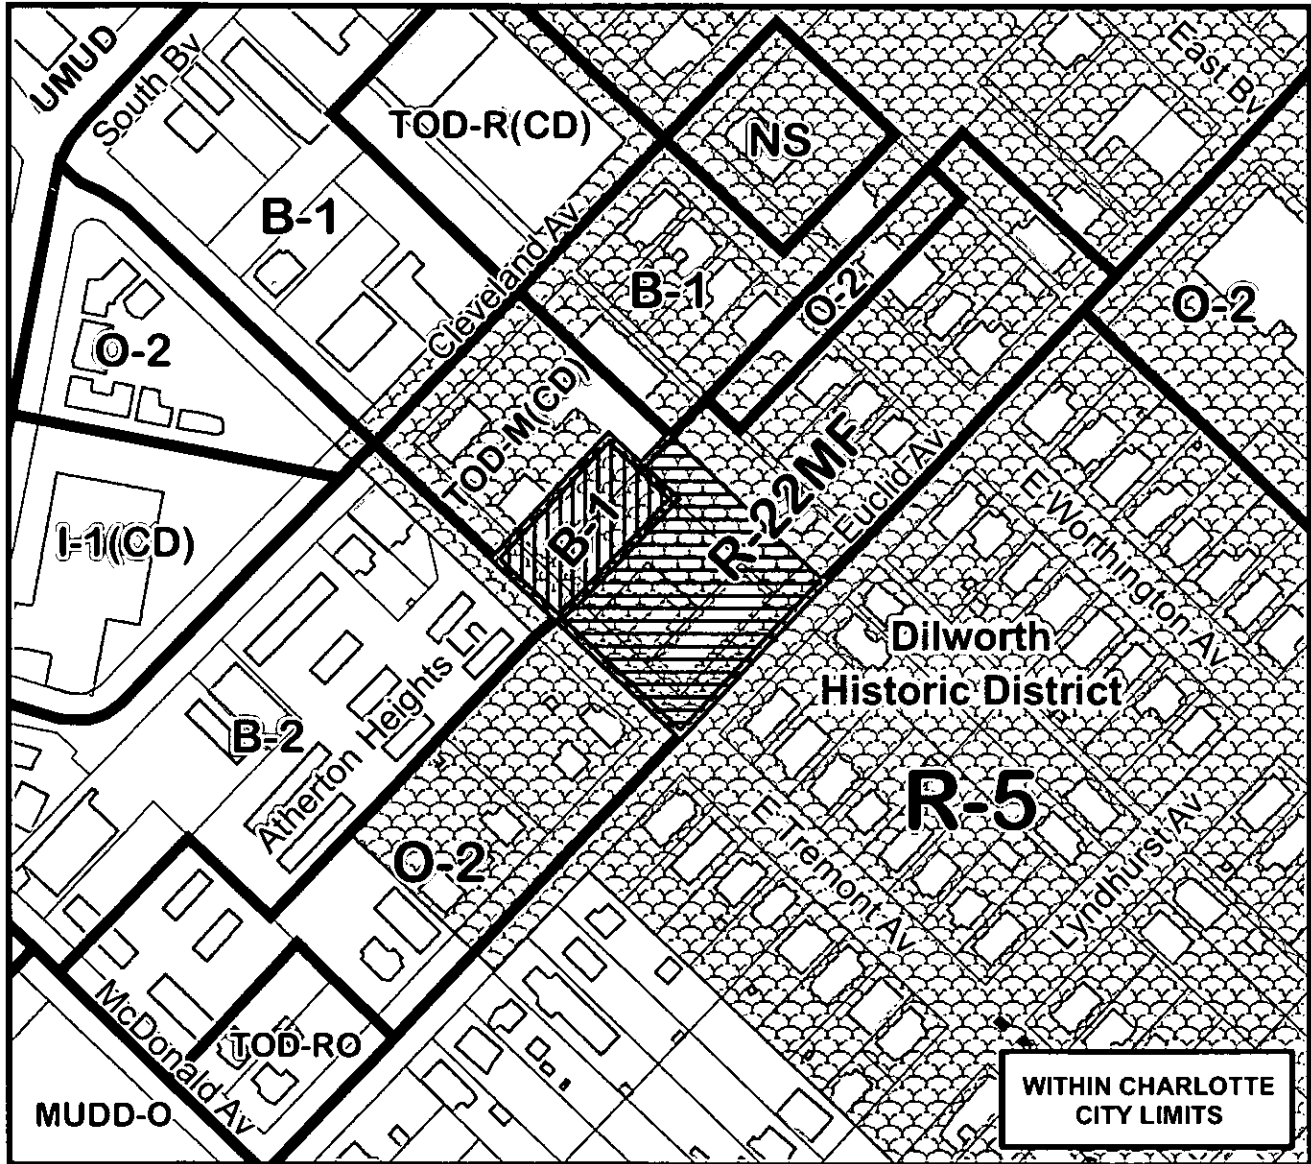 UMUD
South Bv
East Bv
TOD-R(CD)
NS
B-1
Cleveland Av
B-1
O-2
O-2
O-2
TOD-M(CD)
R-22MF
Euclid Av
E Worthington Av
B-1
I-1(CD)
Dilworth
Historic District
B-2
Atherton Heights Ln
R-5
E Tremont Av
Lyndhurst Av
O-2
McDonald Av
TOD-RO
MUDD-O
WITHIN CHARLOTTE
CITY LIMITS